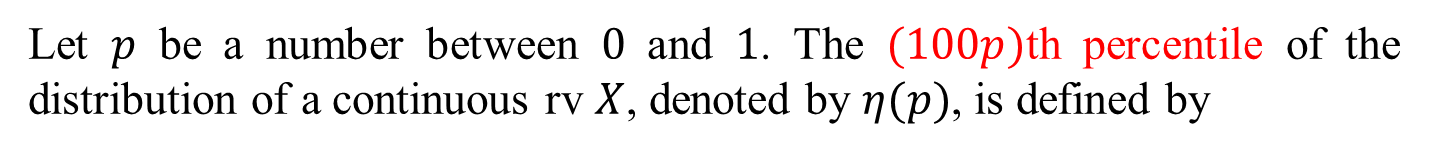 Let p be a number between 0 and 1. The (100p)th percentile of the
distribution of a continuous rv X, denoted by η(p), is defined by